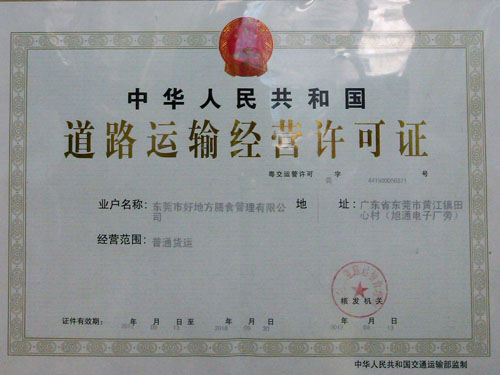 中华人民共和国
道路运输经营许可证
粤交运管许可 莞 字 441900056871 号
业户名称: 东莞市好地方膳食管理有限公司
地 址: 广东省东莞市黄江镇田心村（旭通电子厂旁）
经营范围: 普通货运
核发机关
证件有效期: 年 月 日至 年 月 日
年 月 日
中华人民共和国交通运输部监制